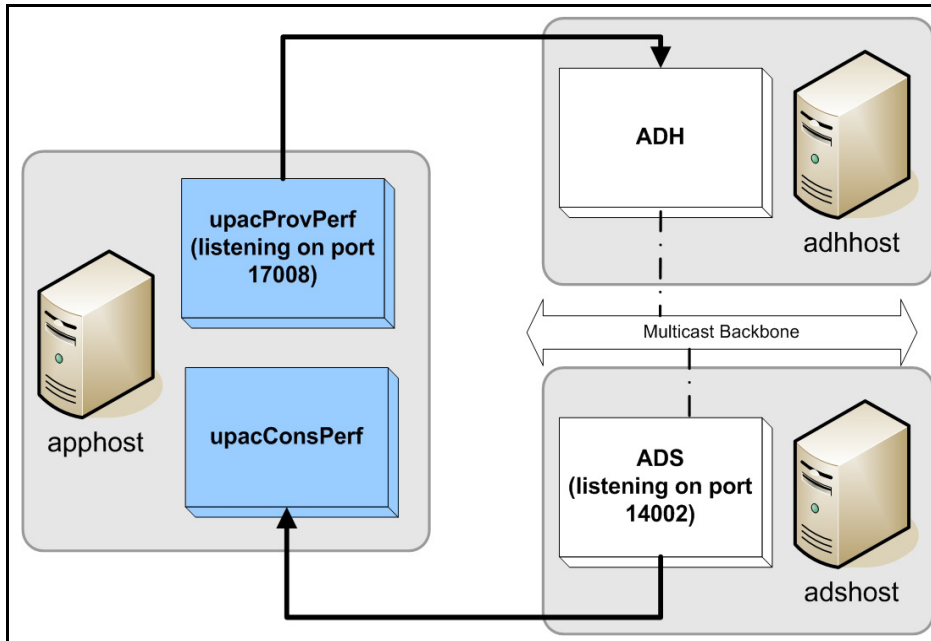 upacProvPerf
(listening on port
17008)
apphost
upacConsPerf
ADH
adhhost
Multicast Backbone
ADS
(listening on port
14002)
adshost